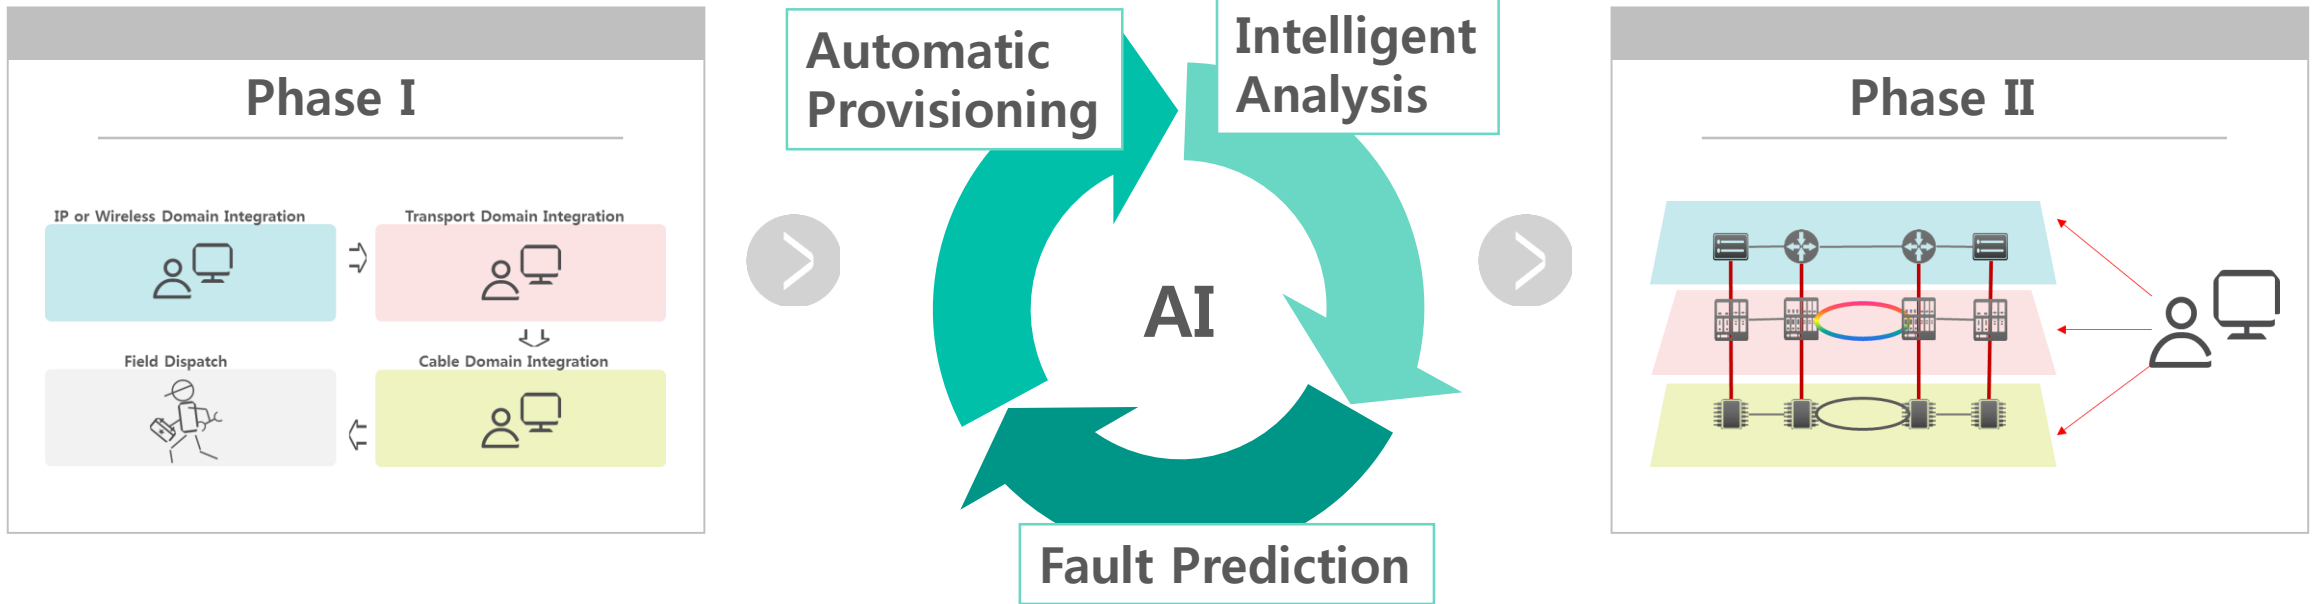 Phase I
IP or Wireless Domain Integration
Transport Domain Integration
Field Dispatch
Cable Domain Integration
Automatic
Provisioning
Intelligent
Analysis
AI
Fault Prediction
Phase II